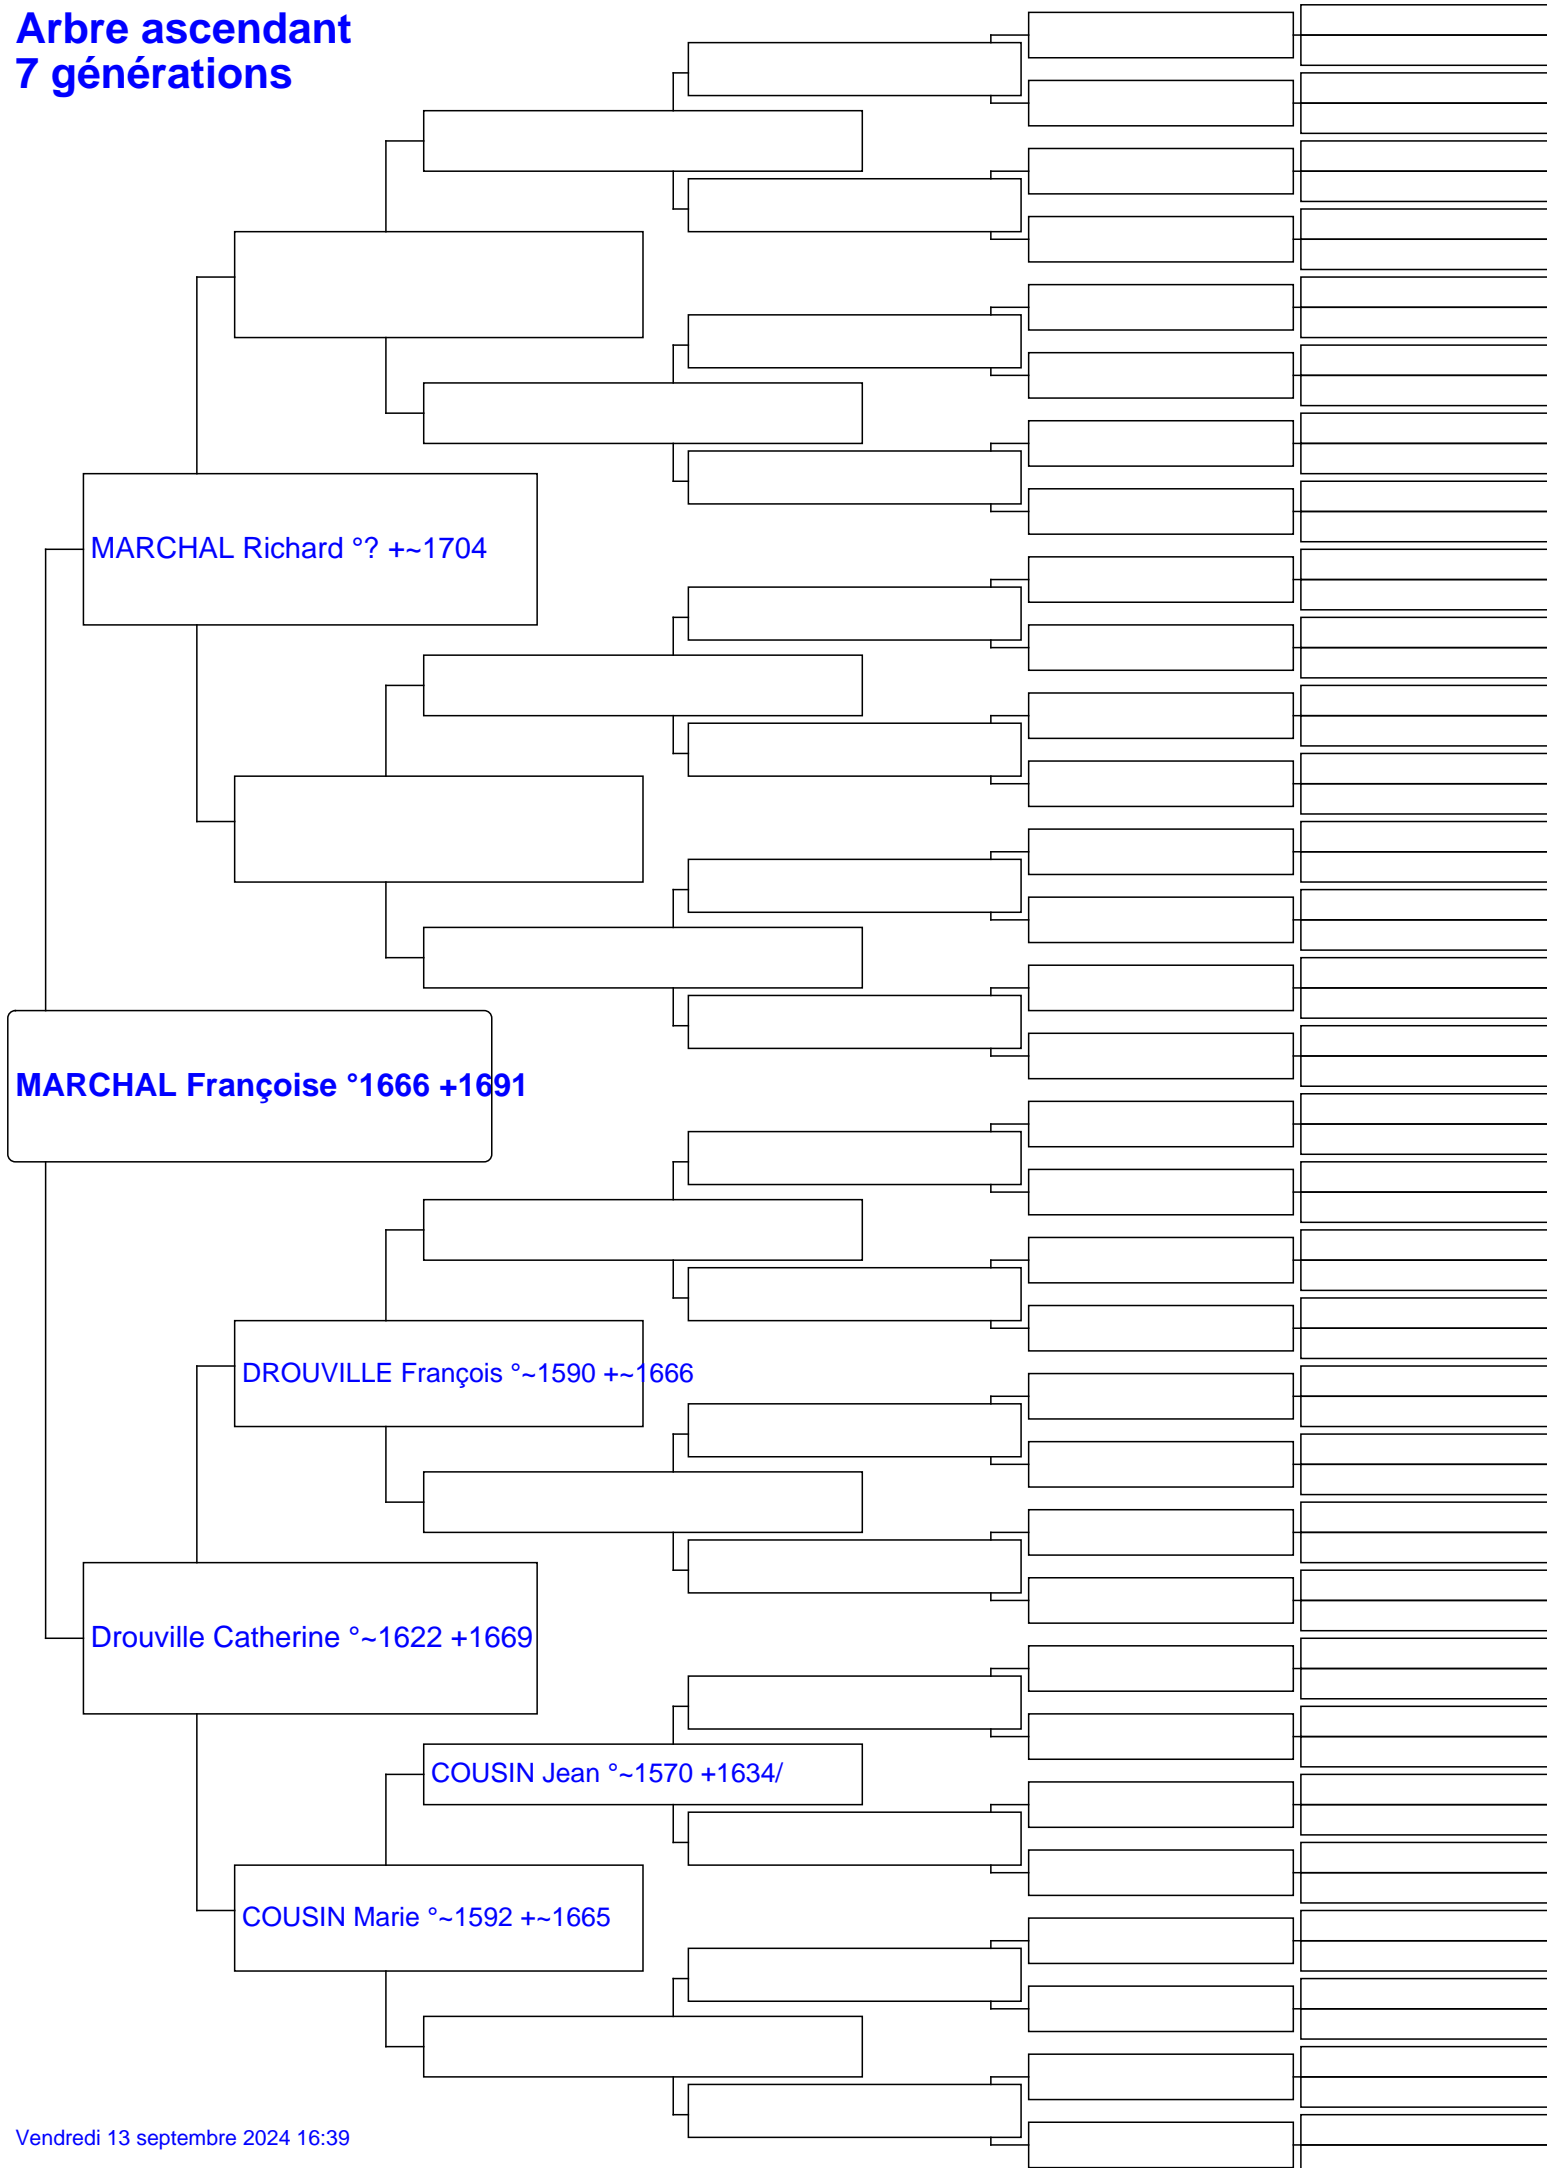 Arbre ascendant
7 générations
MARCHAL Richard °? +~1704
MARCHAL Françoise °1666 +1691
DROUVILLE François °~1590 +~1666
Drouville Catherine °~1622 +1669
COUSIN Jean °~1570 +1634/
COUSIN Marie °~1592 +~1665
Vendredi 13 septembre 2024 16:39